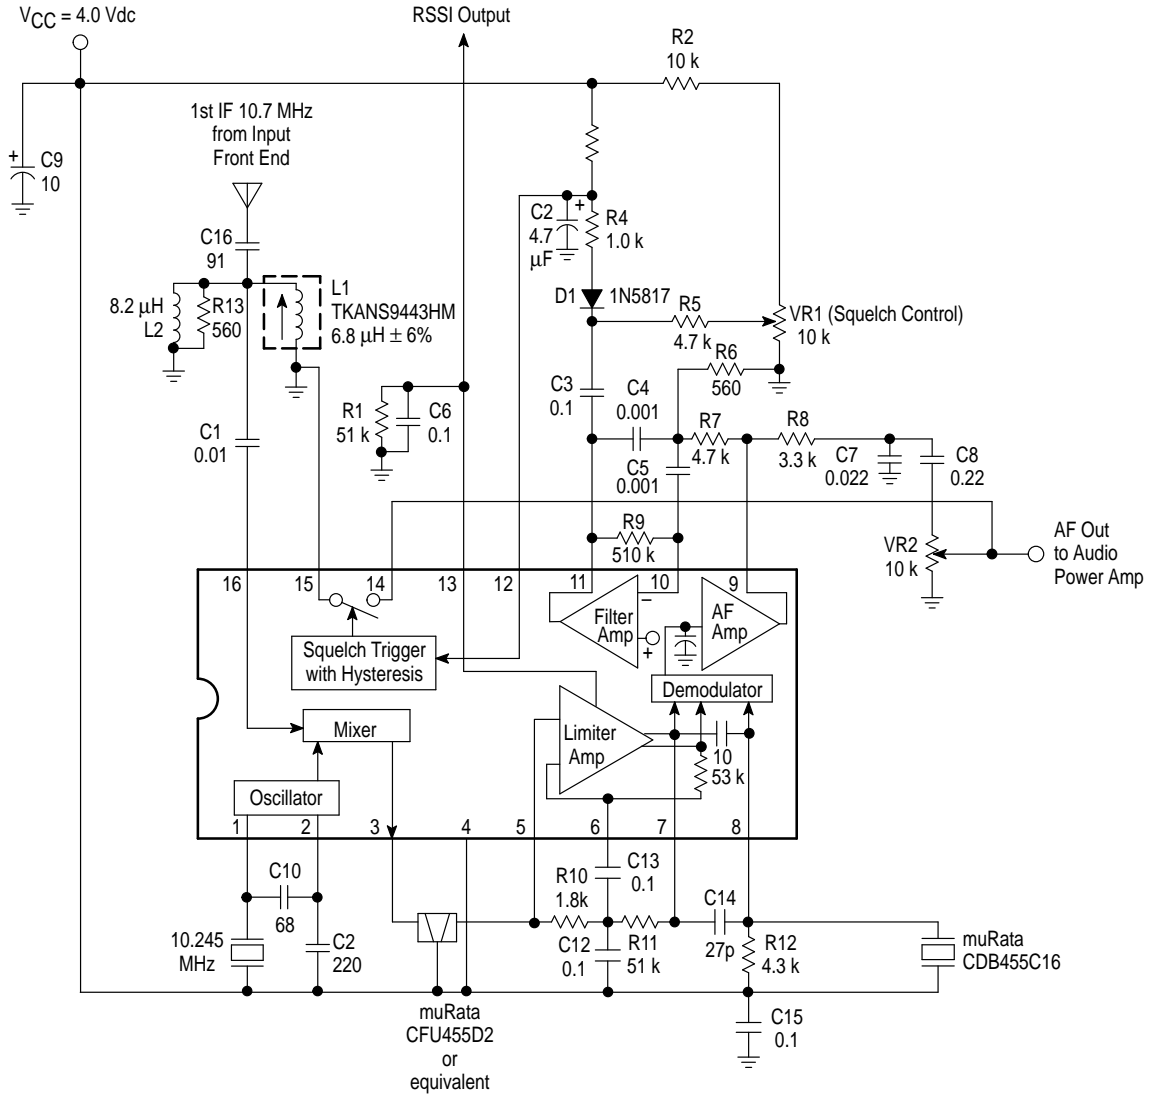 VCC = 4.0 Vdc
RSSI Output
R2
10 k
1st IF 10.7 MHz
from Input
Front End
+
C9
10
C16
91
C2
4.7
µF
+
R4
1.0 k
8.2 µH
L2
R13
560
L1
TKANS9443HM
6.8 µH ± 6%
D1
1N5817
R5
4.7 k
VR1 (Squelch Control)
10 k
R6
560
C3
0.1
C4
0.001
R1
51 k
C6
0.1
C1
0.01
R7
4.7 k
R8
3.3 k
C7
0.022
C8
0.22
C5
0.001
R9
510 k
VR2
10 k
AF Out
to Audio
Power Amp
16
15
14
13
12
11
10
9
Filter
Amp
−
+
AF
Amp
Squelch Trigger
with Hysteresis
Demodulator
Mixer
Limiter
Amp
10
53 k
Oscillator
1
2
3
4
5
6
7
8
C10
68
R10
1.8k
C13
0.1
C14
27p
10.245
MHz
C2
220
C12
0.1
R11
51 k
R12
4.3 k
muRata
CDB455C16
muRata
CFU455D2
or
equivalent
C15
0.1